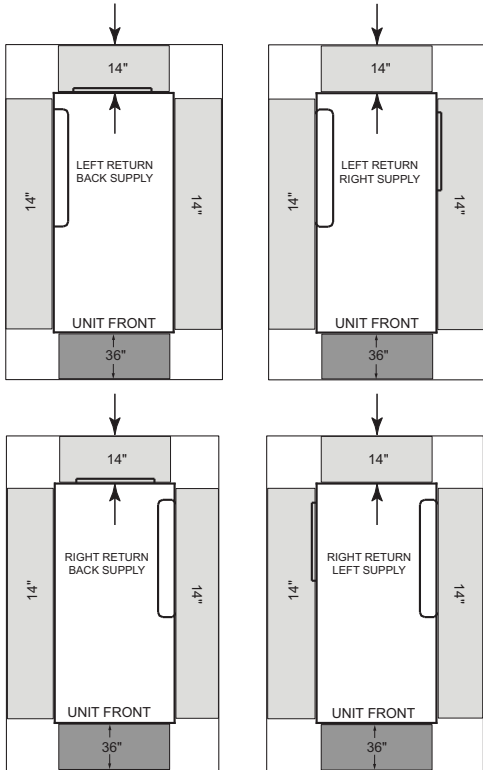 14"
14"
LEFT RETURN
BACK SUPPLY
14"
UNIT FRONT
36"
14"
14"
LEFT RETURN
RIGHT SUPPLY
14"
UNIT FRONT
36"
14"
14"
RIGHT RETURN
BACK SUPPLY
14"
UNIT FRONT
36"
14"
14"
RIGHT RETURN
LEFT SUPPLY
14"
UNIT FRONT
36"